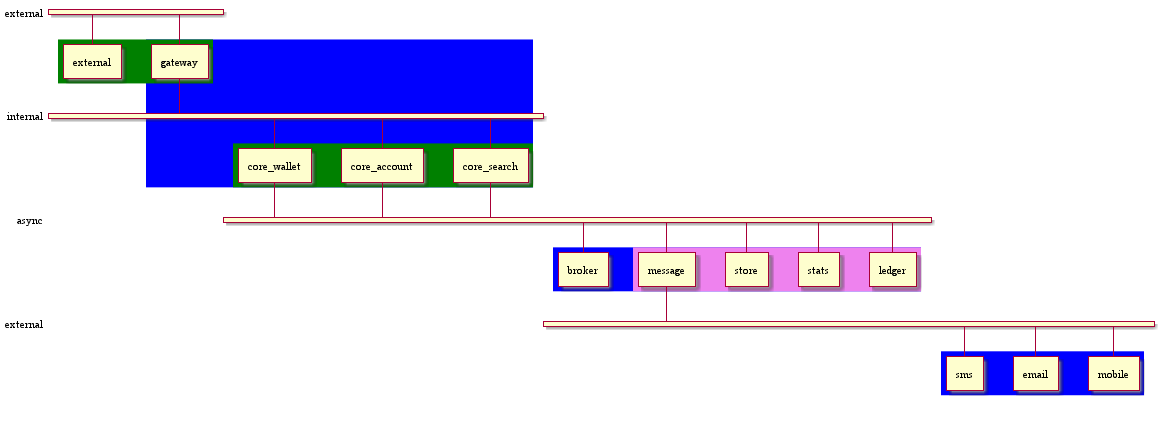 external
external gateway
internal
core_wallet core_account core_search
async
broker message store stats ledger
external
sms email mobile